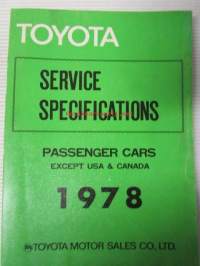 TOYOTA
SERVICE
SPECIFICATIONS
PASSENGER CARS
EXCEPT USA & CANADA
1978
TOYOTA MOTOR SALES CO., LTD.